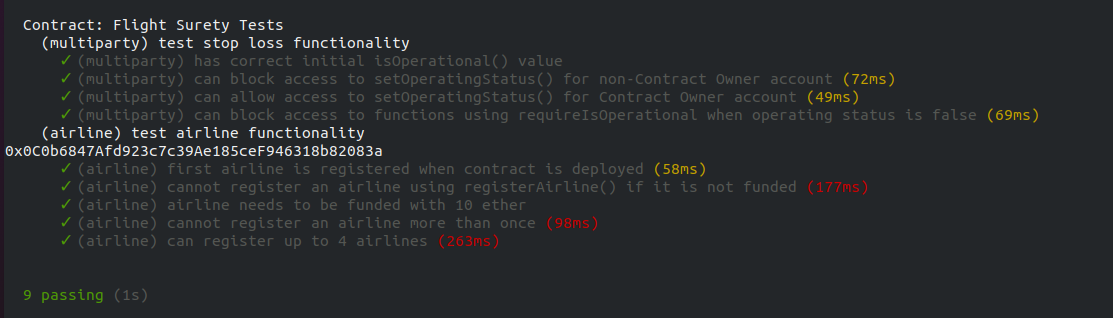 Contract: Flight Surety Tests
(multiparty) test stop loss functionality
✓ (multiparty) has correct initial isOperational() value
✓ (multiparty) can block access to setOperatingStatus() for non-Contract Owner account (72ms)
✓ (multiparty) can allow access to setOperatingStatus() for Contract Owner account (49ms)
✓ (multiparty) can block access to functions using requireIsOperational when operating status is false (69ms)
(airline) test airline functionality
0x0C0b6847Afd923c7c39Ae185ceF946318b82083a
✓ (airline) first airline is registered when contract is deployed (58ms)
✓ (airline) cannot register an airline using registerAirline() if it is not funded (177ms)
✓ (airline) airline needs to be funded with 10 ether
✓ (airline) cannot register an airline more than once (98ms)
✓ (airline) can register up to 4 airlines (263ms)
9 passing (1s)